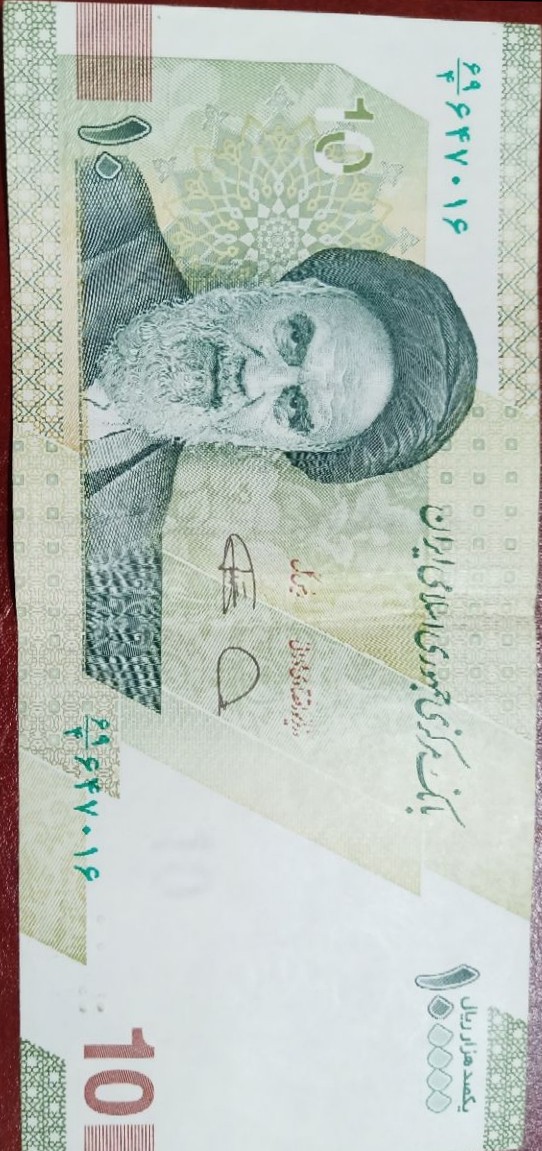 ۶۹/۴ ۶۴۷۰۱۶
بانک مرکزی جمهوری اسلامی ایران
یکصد هزار ریال
۱۰۰۰۰۰
10
رئیس کل
وزیر امور اقتصادی و دارائی
10
۱۰
10
۶۹/۴ ۶۴۷۰۱۶